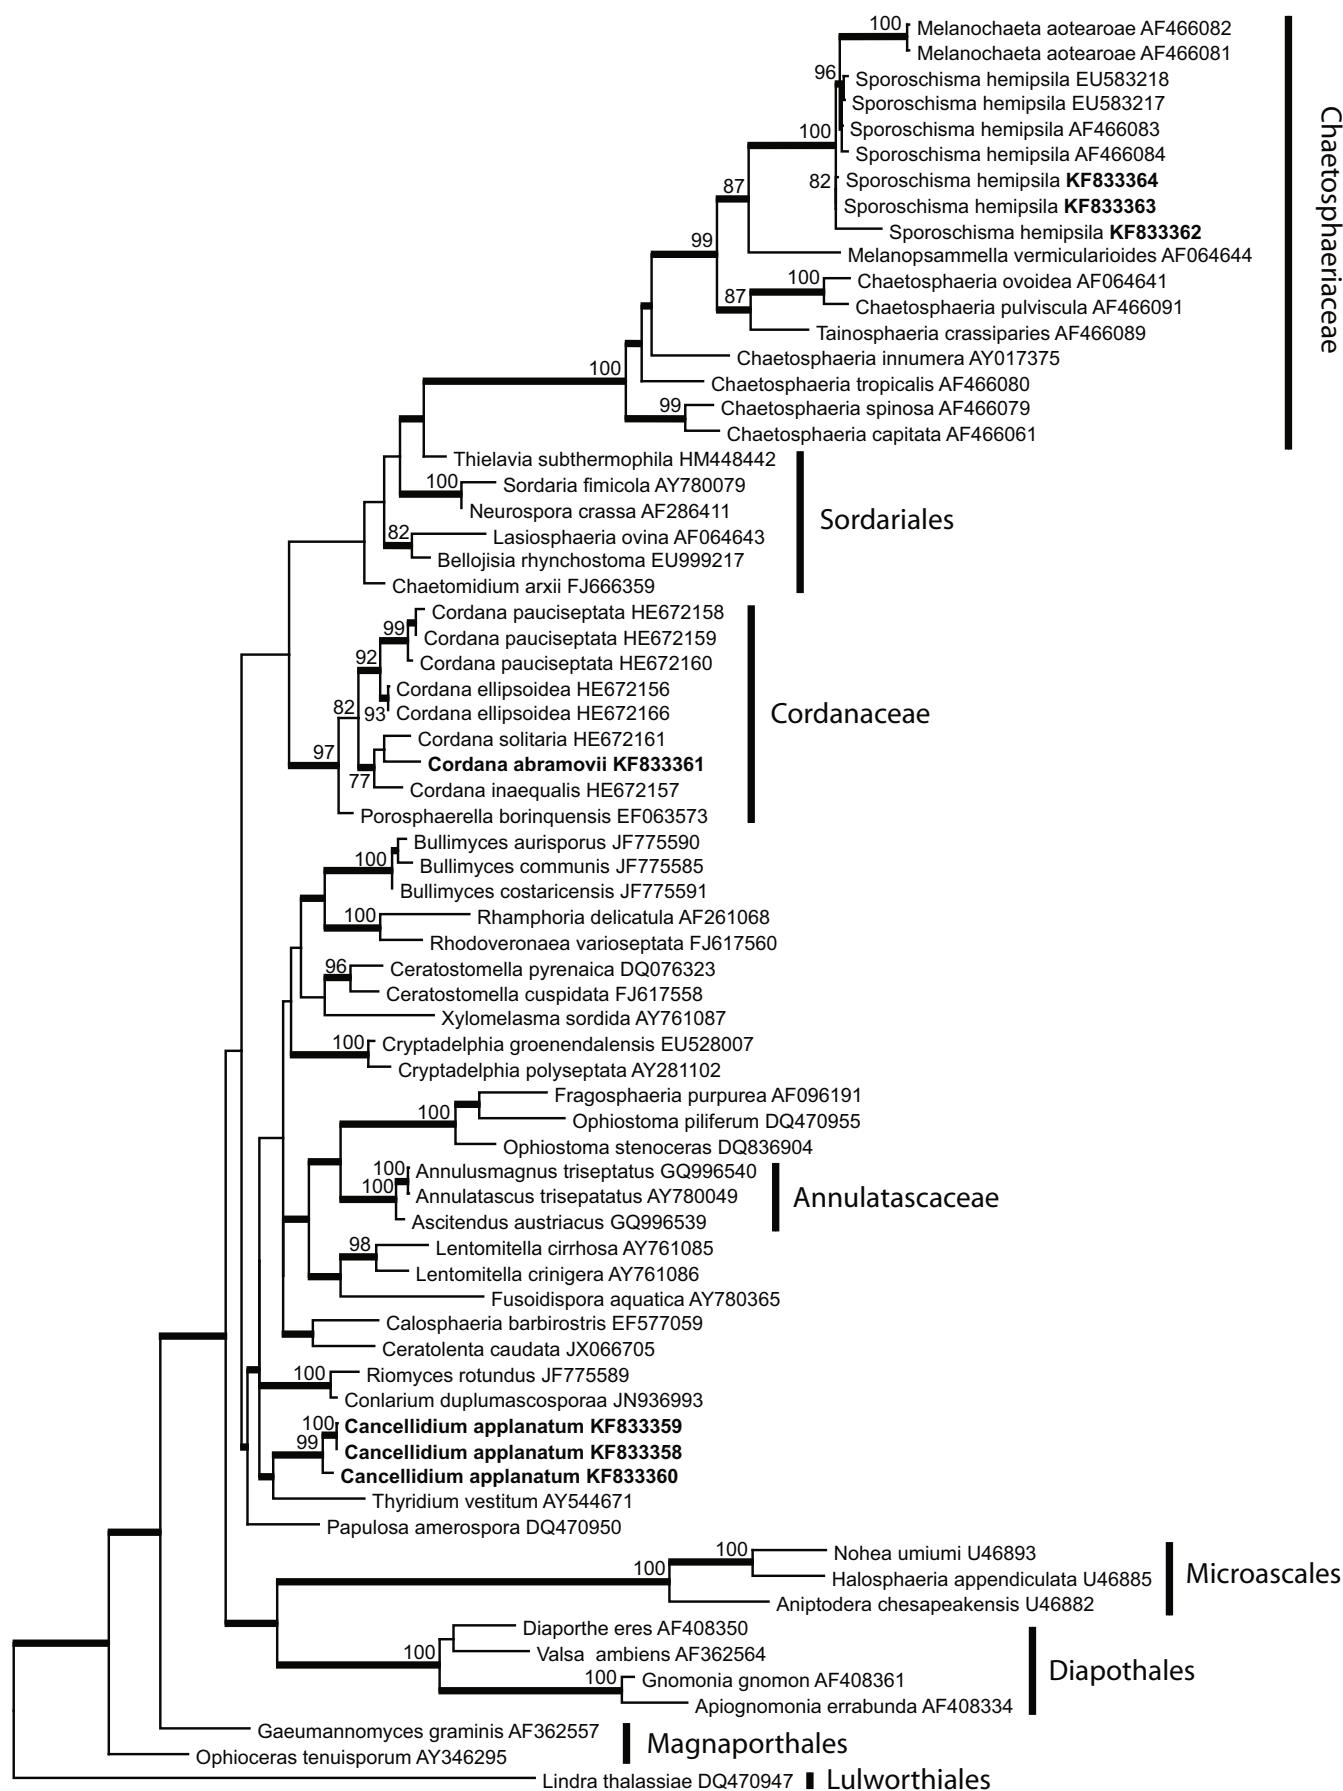 100
Melanochaeta aotearoae AF466082
Melanochaeta aotearoae AF466081
96
Sporoschisma hemipsila EU583218
Sporoschisma hemipsila EU583217
100
Sporoschisma hemipsila AF466083
Sporoschisma hemipsila AF466084
82
Sporoschisma hemipsila KF833364
87
Sporoschisma hemipsila KF833363
Sporoschisma hemipsila KF833362
99
Melanopsammella vermicularioides AF064644
100
Chaetosphaeria ovoidea AF064641
87
Chaetosphaeria pulviscula AF466091
Tainosphaeria crassiparies AF466089
Chaetosphaeria innumera AY017375
100
Chaetosphaeria tropicalis AF466080
99
Chaetosphaeria spinosa AF466079
Chaetosphaeria capitata AF466061
Chaetosphaeriaceae
Thielavia subthermophila HM448442
100
Sordaria fimicola AY780079
Neurospora crassa AF286411
82
Lasiosphaeria ovina AF064643
Bellojisia rhynchostoma EU999217
Chaetomidium arxii FJ666359
Sordariales
Cordana pauciseptata HE672158
99
Cordana pauciseptata HE672159
92
Cordana pauciseptata HE672160
Cordana ellipsoidea HE672156
82
93
Cordana ellipsoidea HE672166
Cordana solitaria HE672161
97
Cordana abramovii KF833361
77
Cordana inaequalis HE672157
Porosphaerella borinquensis EF063573
Cordanaceae
Bullimyces aurisporus JF775590
100
Bullimyces communis JF775585
Bullimyces costaricensis JF775591
100
Rhamphoria delicatula AF261068
Rhodoveronaea varioseptata FJ617560
96
Ceratostomella pyrenaica DQ076323
Ceratostomella cuspidata FJ617558
Xylomelasma sordida AY761087
100
Cryptadelphia groenendalensis EU528007
Cryptadelphia polyseptata AY281102
Fragosphaeria purpurea AF096191
100
Ophiostoma piliferum DQ470955
Ophiostoma stenoceras DQ836904
100
Annulusmagnus triseptatus GQ996540
100
Annulatascus trisepatatus AY780049
Ascitendus austriacus GQ996539
Annulatascaceae
98
Lentomitella cirrhosa AY761085
Lentomitella crinigera AY761086
Fusoidispora aquatica AY780365
Calosphaeria barbirostris EF577059
Ceratolenta caudata JX066705
100
Riomyces rotundus JF775589
Conlarium duplumascosporaa JN936993
100
Cancellidium applanatum KF833359
99
Cancellidium applanatum KF833358
Cancellidium applanatum KF833360
Thyridium vestitum AY544671
Papulosa amerospora DQ470950
100
Nohea umiumi U46893
100
Halosphaeria appendiculata U46885
Aniptodera chesapeakensis U46882
Microascales
Diaporthe eres AF408350
100
Valsa ambiens AF362564
100
Gnomonia gnomon AF408361
Apiognomonia errabunda AF408334
Diapothales
Gaeumannomyces graminis AF362557
Ophioceras tenuisporum AY346295
Magnaporthales
Lindra thalassiae DQ470947
Lulworthiales